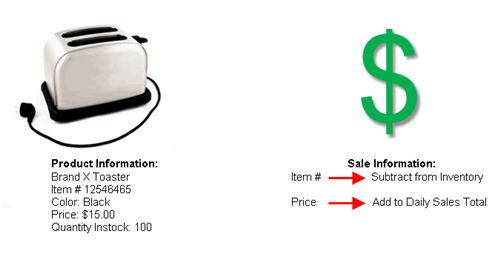 $
Product Information:
Brand X Toaster
Item # 12546465
Color: Black
Price: $15.00
Quantity Instock: 100
Sale Information:
Item # Subtract from Inventory
Price Add to Daily Sales Total